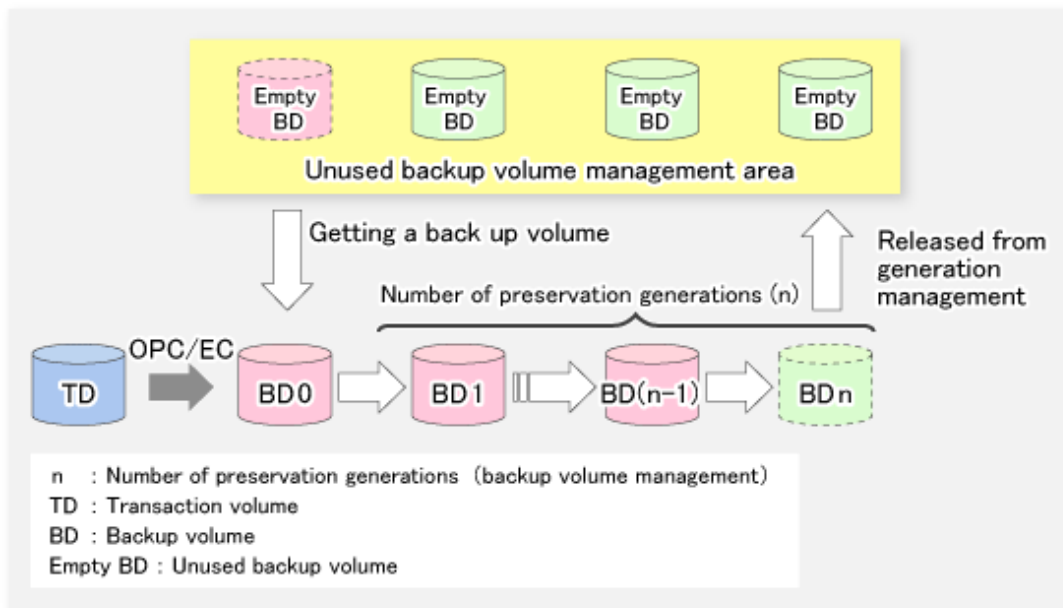 Empty BD
Empty BD
Empty BD
Empty BD
Unused backup volume management area
Getting a back up volume
Released from
generation
management
Number of preservation generations (n)
OPC/EC
TD
BD0
BD1
BD(n-1)
BDn
n : Number of preservation generations (backup volume management)
TD : Transaction volume
BD : Backup volume
Empty BD : Unused backup volume